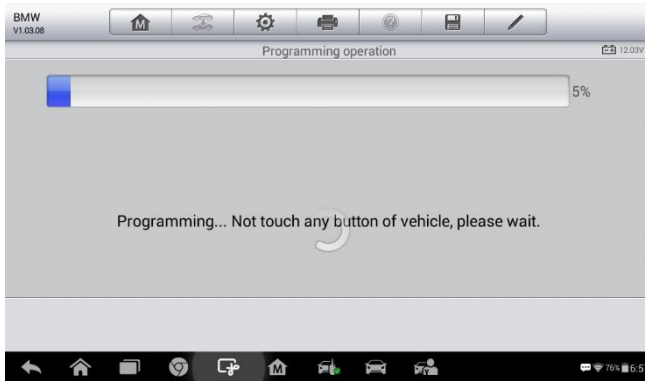 BMW
V1.03.08
M
Programming operation
12.03V
5%
Programming... Not touch any button of vehicle, please wait.
M
76%